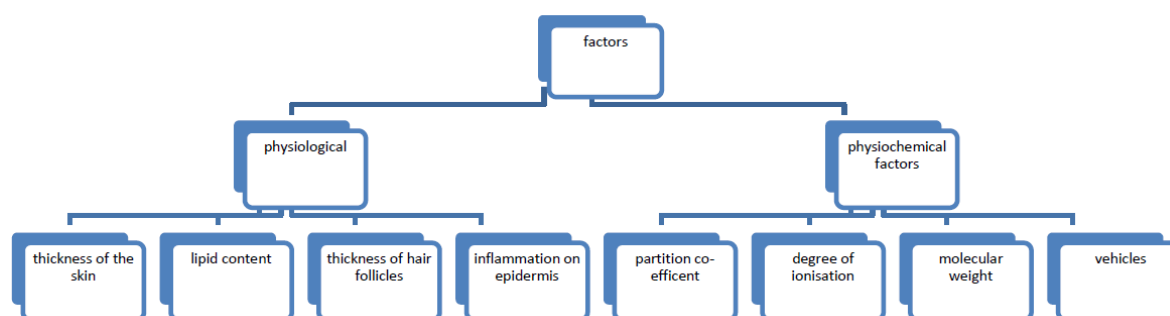 factors
physiological
physiochemical
factors
thickness of the
skin
lipid content
thickness of hair
follicles
inflammation on
epidermis
partition co-
efficent
degree of
ionisation
molecular
weight
vehicles